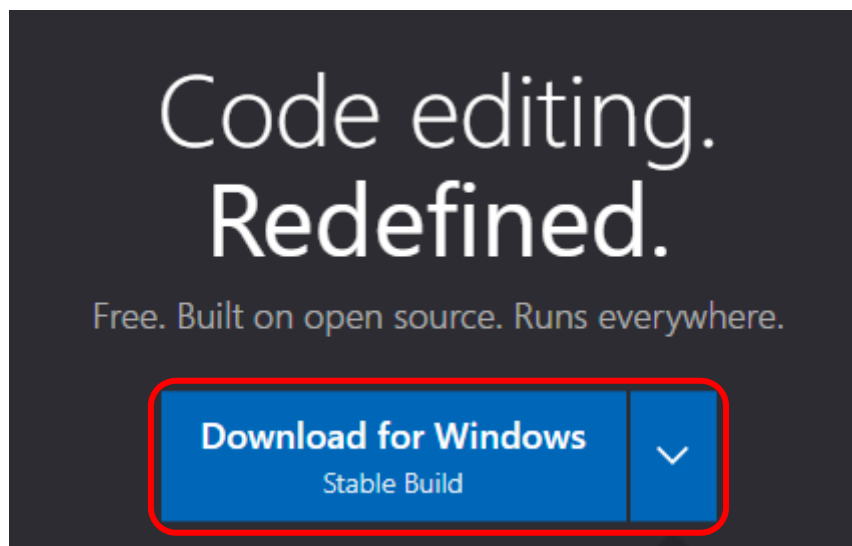 Code editing.
Redefined.
Free. Built on open source. Runs everywhere.
Download for Windows
Stable Build